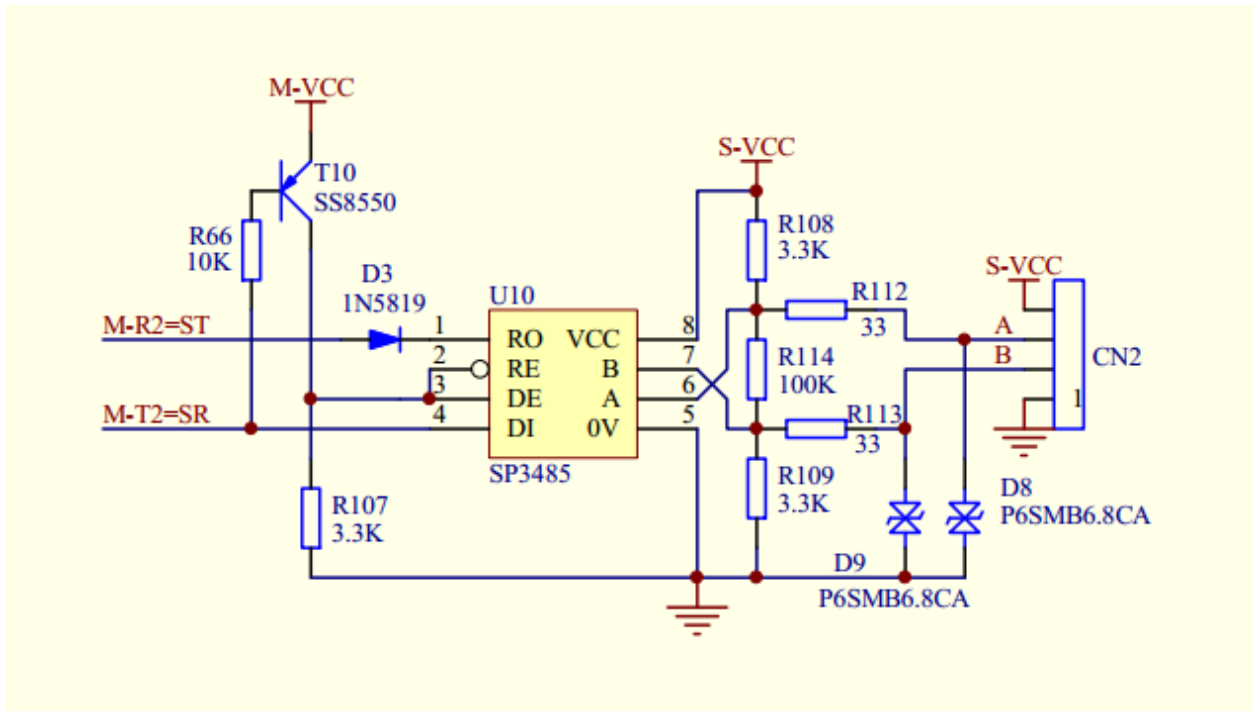 M-VCC
T10
SS8550
S-VCC
R66
10K
R108
3.3K
D3
1N5819
S-VCC
U10
R112
33
M-R2=ST
1
RO
VCC
8
A
2
RE
B
7
R114
100K
B
CN2
3
DE
A
6
M-T2=SR
4
DI
0V
5
R113
33
1
SP3485
R107
3.3K
R109
3.3K
D8
P6SMB6.8CA
D9
P6SMB6.8CA